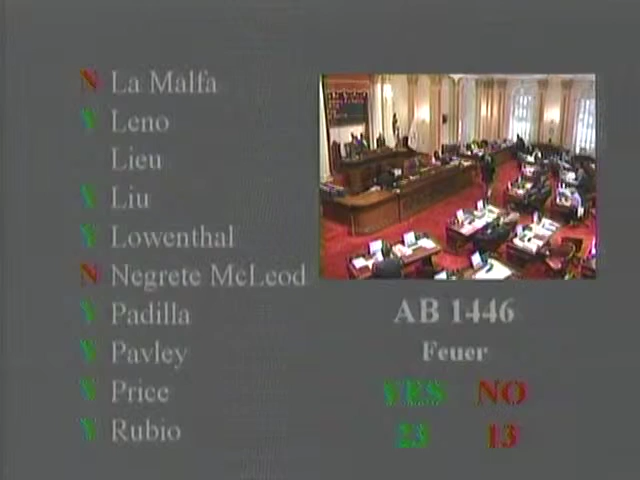 N La Malfa
Y Leno
Lieu
Y Liu
Y Lowenthal
N Negrete McLeod
Y Padilla
Y Pavley
Y Price
Y Rubio
AB 1446
Feuer
YES NO
23 13